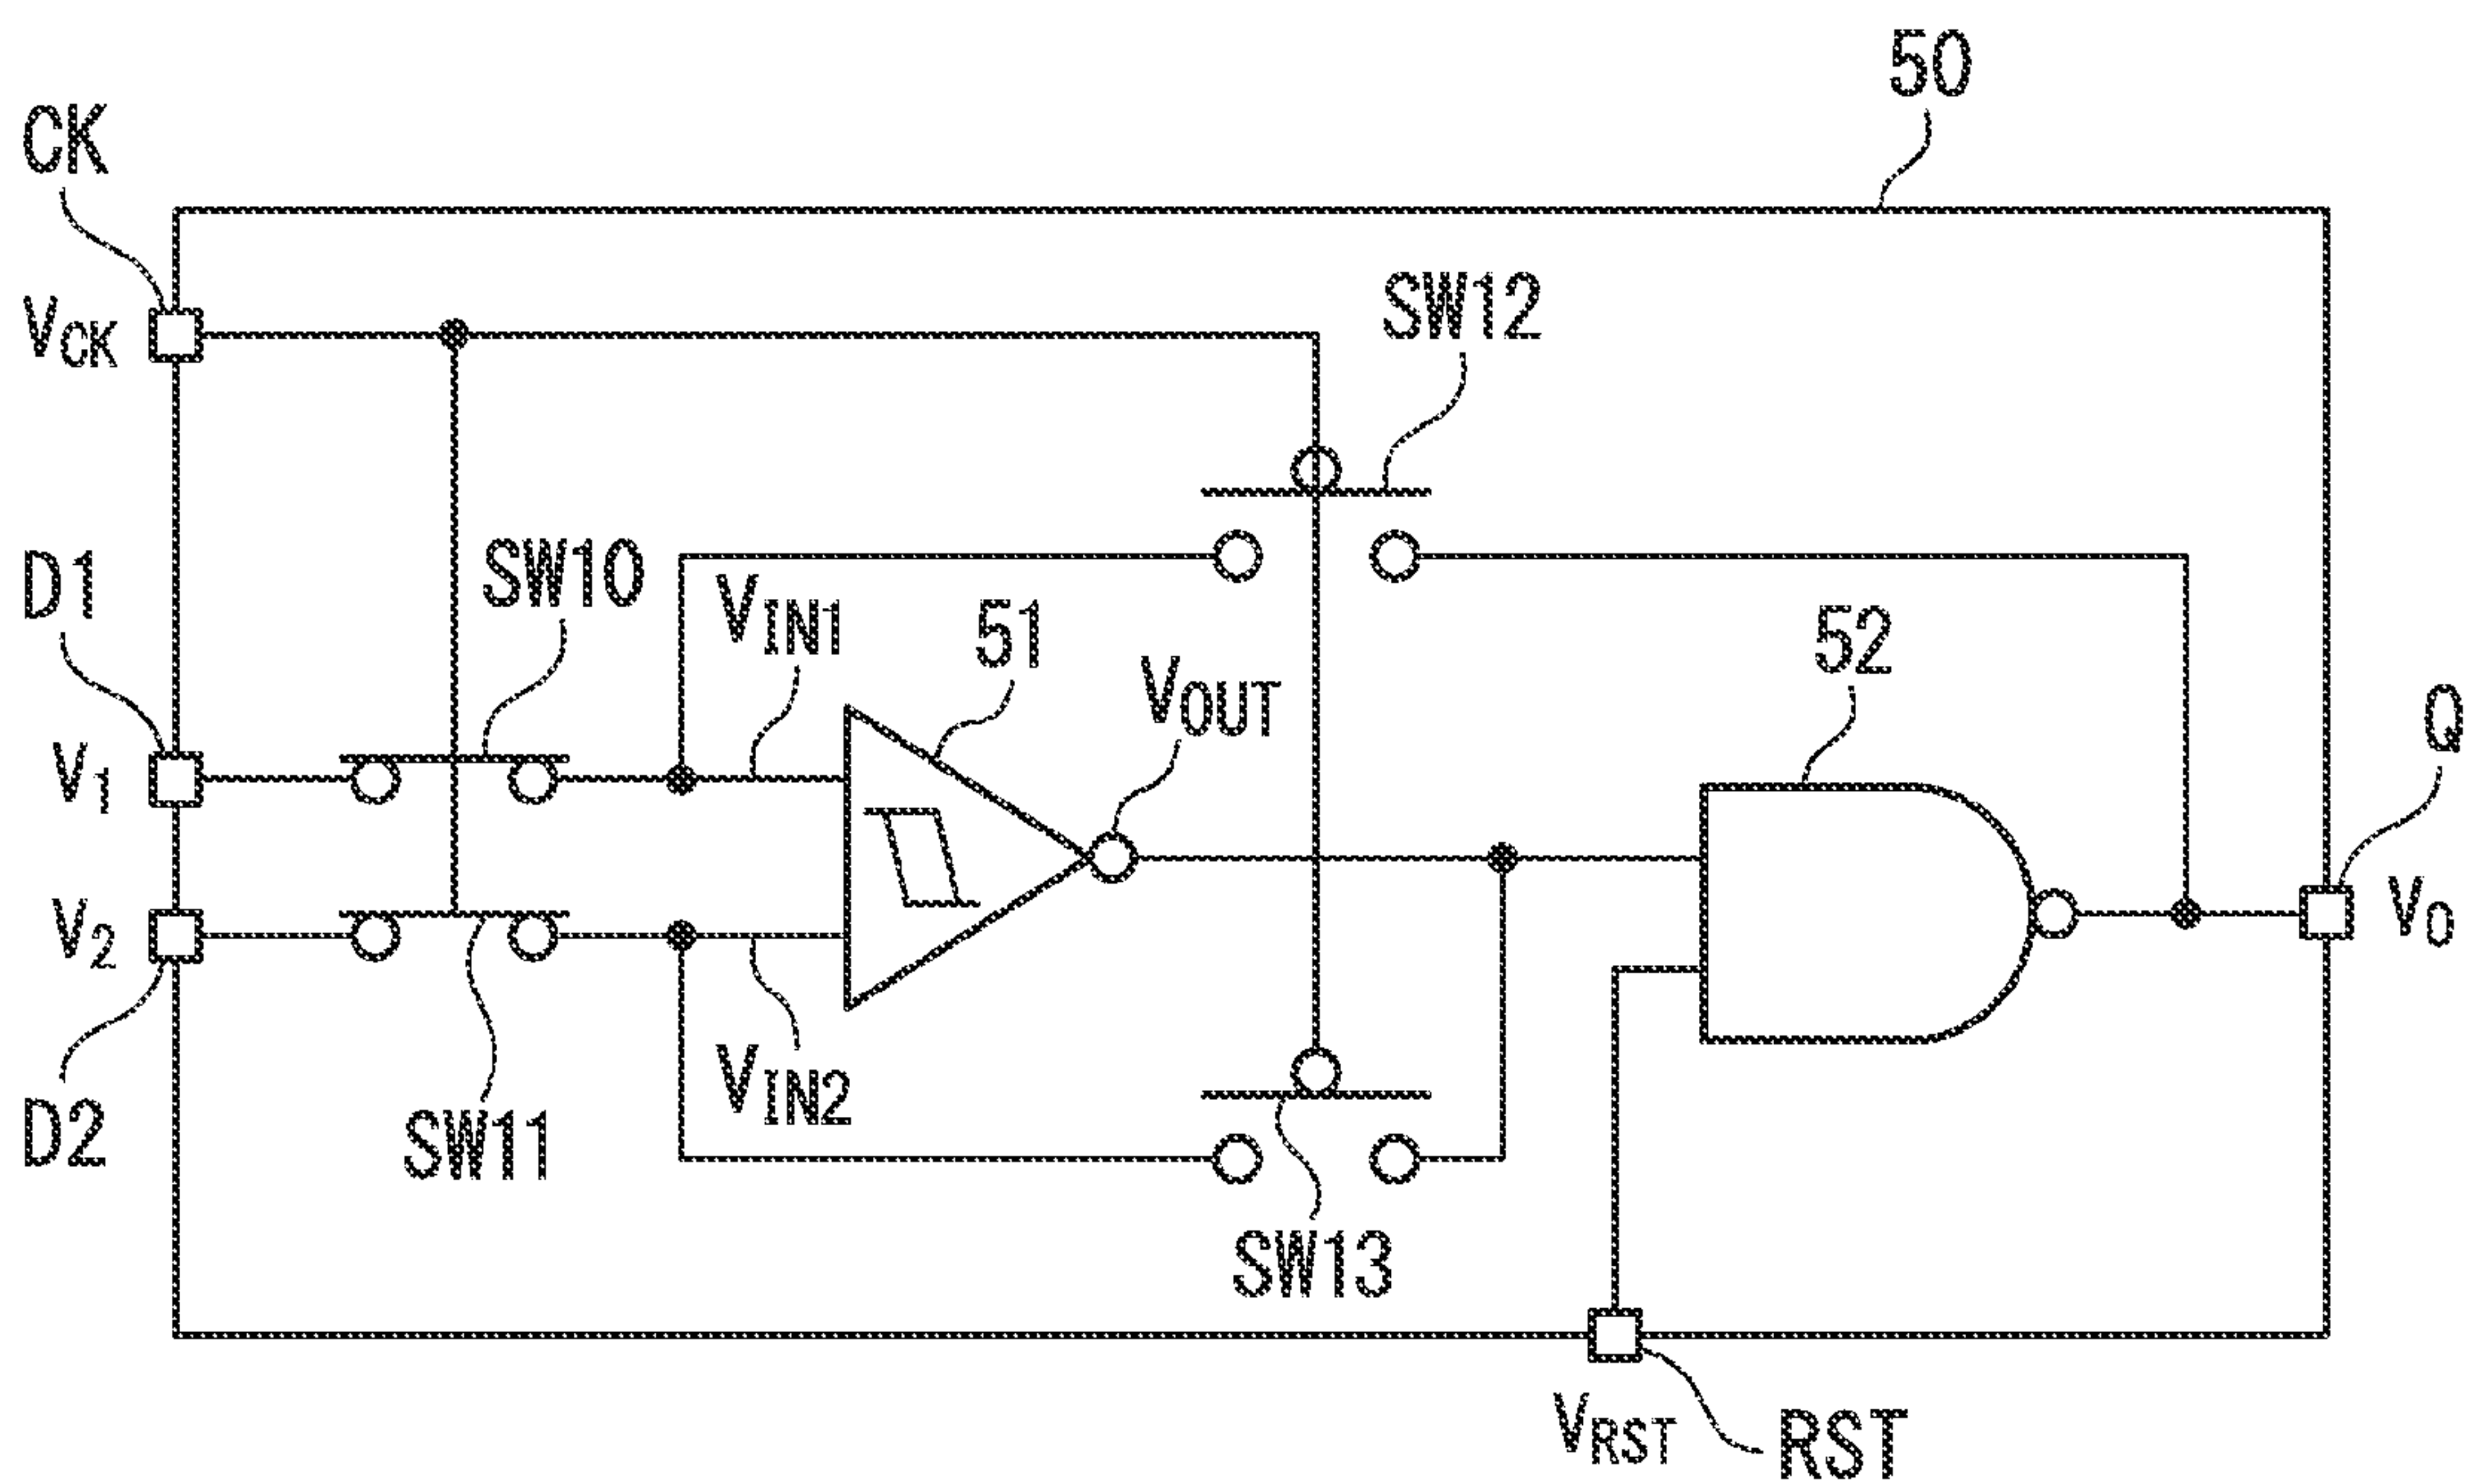 50
CK
VCK
SW12
D1
SW10
VIN1
51
VOUT
52
Q
V1
V2
VO
D2
SW11
VIN2
SW13
VRST
RST